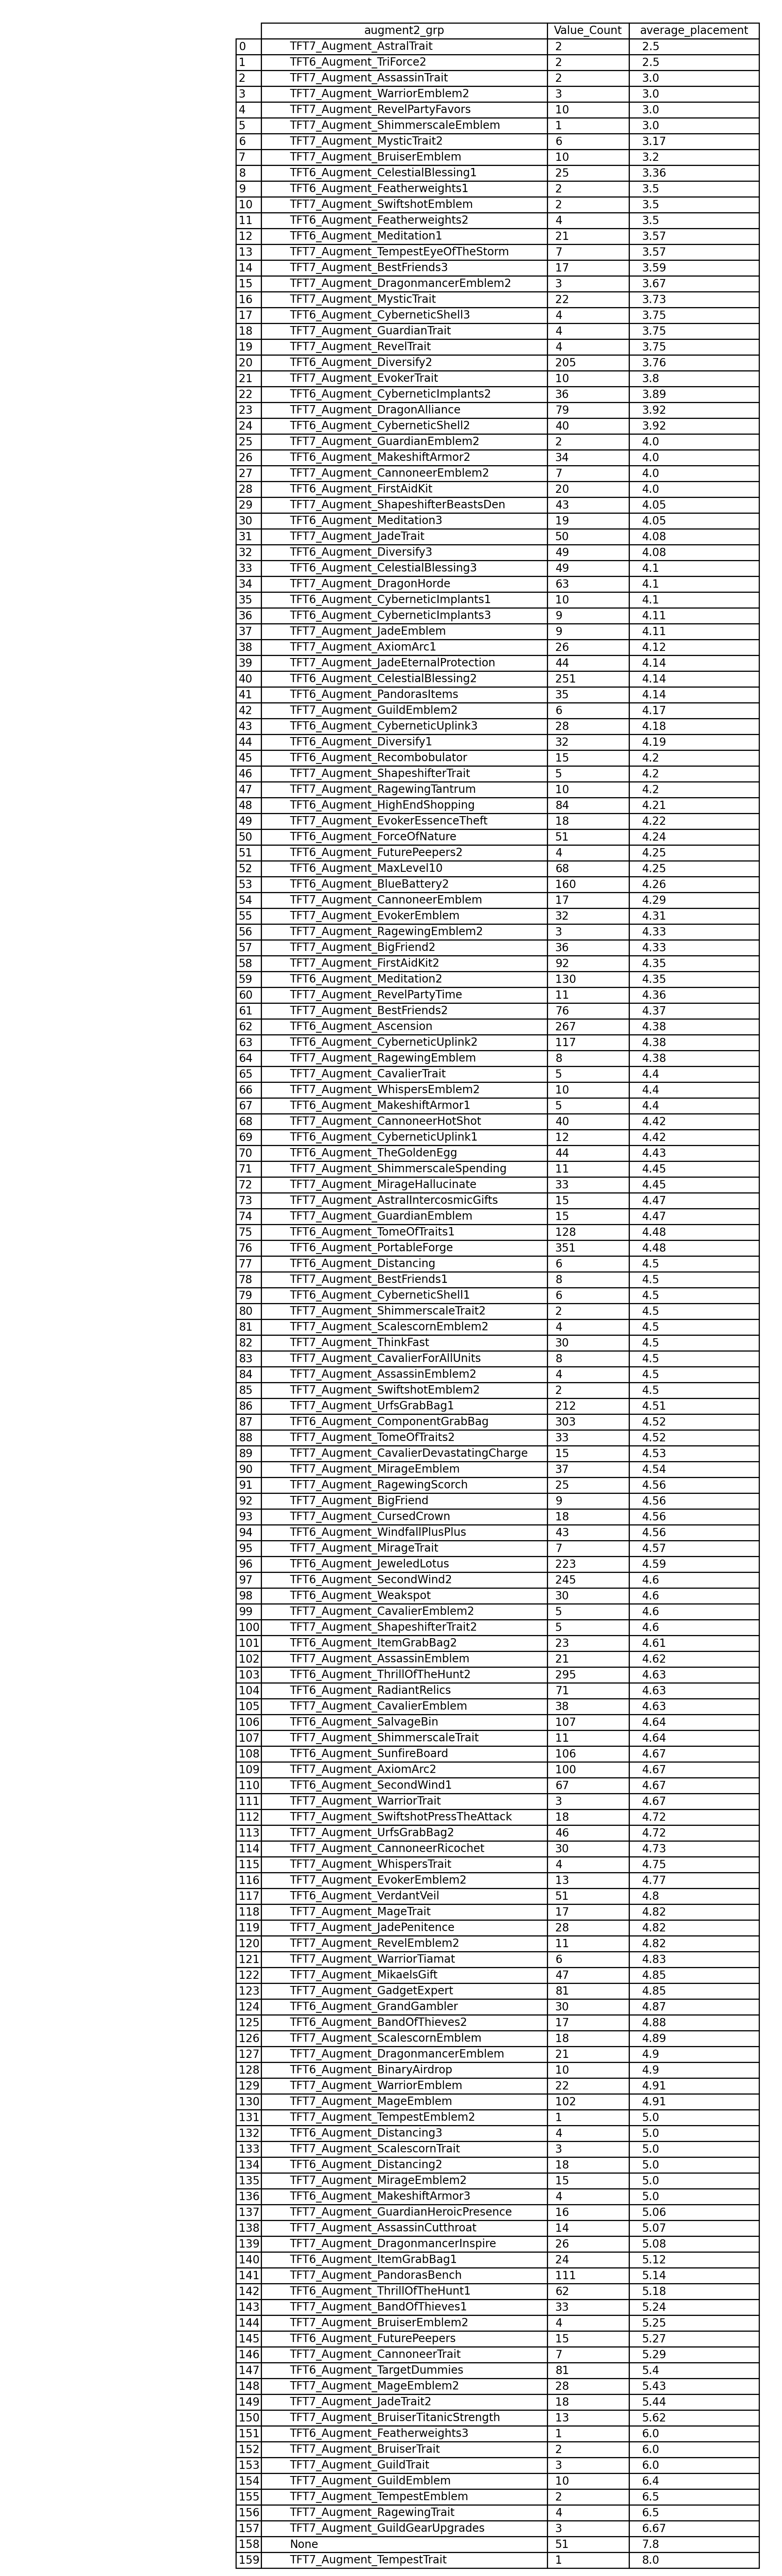 augment2_grp Value_Count average_placement
0 TFT7_Augment_AstralTrait 2 2.5
1 TFT6_Augment_TriForce2 2 2.5
2 TFT7_Augment_AssassinTrait 2 3.0
3 TFT7_Augment_WarriorEmblem2 3 3.0
4 TFT7_Augment_RevelPartyFavors 10 3.0
5 TFT7_Augment_ShimmerscaleEmblem 1 3.0
6 TFT7_Augment_MysticTrait2 6 3.17
7 TFT7_Augment_BruiserEmblem 10 3.2
8 TFT6_Augment_CelestialBlessing1 25 3.36
9 TFT6_Augment_Featherweights1 2 3.5
10 TFT7_Augment_SwiftshotEmblem 2 3.5
11 TFT6_Augment_Featherweights2 4 3.5
12 TFT6_Augment_Meditation1 21 3.57
13 TFT7_Augment_TempestEyeOfTheStorm 7 3.57
14 TFT7_Augment_BestFriends3 17 3.59
15 TFT7_Augment_DragonmancerEmblem2 3 3.67
16 TFT7_Augment_MysticTrait 22 3.73
17 TFT6_Augment_CyberneticShell3 4 3.75
18 TFT7_Augment_GuardianTrait 4 3.75
19 TFT7_Augment_RevelTrait 4 3.75
20 TFT6_Augment_Diversify2 205 3.76
21 TFT7_Augment_EvokerTrait 10 3.8
22 TFT6_Augment_CyberneticImplants2 36 3.89
23 TFT7_Augment_DragonAlliance 79 3.92
24 TFT6_Augment_CyberneticShell2 40 3.92
25 TFT7_Augment_GuardianEmblem2 2 4.0
26 TFT6_Augment_MakeshiftArmor2 34 4.0
27 TFT7_Augment_CannoneerEmblem2 7 4.0
28 TFT6_Augment_FirstAidKit 20 4.0
29 TFT7_Augment_ShapeshifterBeastsDen 43 4.05
30 TFT6_Augment_Meditation3 19 4.05
31 TFT7_Augment_JadeTrait 50 4.08
32 TFT6_Augment_Diversify3 49 4.08
33 TFT6_Augment_CelestialBlessing3 49 4.1
34 TFT7_Augment_DragonHorde 63 4.1
35 TFT6_Augment_CyberneticImplants1 10 4.1
36 TFT6_Augment_CyberneticImplants3 9 4.11
37 TFT7_Augment_JadeEmblem 9 4.11
38 TFT7_Augment_AxiomArc1 26 4.12
39 TFT7_Augment_JadeEternalProtection 44 4.14
40 TFT6_Augment_CelestialBlessing2 251 4.14
41 TFT6_Augment_PandorasItems 35 4.14
42 TFT7_Augment_GuildEmblem2 6 4.17
43 TFT6_Augment_CyberneticUplink3 28 4.18
44 TFT6_Augment_Diversify1 32 4.19
45 TFT6_Augment_Recombobulator 15 4.2
46 TFT7_Augment_ShapeshifterTrait 5 4.2
47 TFT7_Augment_RagewingTantrum 10 4.2
48 TFT6_Augment_HighEndShopping 84 4.21
49 TFT7_Augment_EvokerEssenceTheft 18 4.22
50 TFT6_Augment_ForceOfNature 51 4.24
51 TFT6_Augment_FuturePeepers2 4 4.25
52 TFT6_Augment_MaxLevel10 68 4.25
53 TFT6_Augment_BlueBattery2 160 4.26
54 TFT7_Augment_CannoneerEmblem 17 4.29
55 TFT7_Augment_EvokerEmblem 32 4.31
56 TFT7_Augment_RagewingEmblem2 3 4.33
57 TFT7_Augment_BigFriend2 36 4.33
58 TFT7_Augment_FirstAidKit2 92 4.35
59 TFT6_Augment_Meditation2 130 4.35
60 TFT7_Augment_RevelPartyTime 11 4.36
61 TFT7_Augment_BestFriends2 76 4.37
62 TFT6_Augment_Ascension 267 4.38
63 TFT6_Augment_CyberneticUplink2 117 4.38
64 TFT7_Augment_RagewingEmblem 8 4.38
65 TFT7_Augment_CavalierTrait 5 4.4
66 TFT7_Augment_WhispersEmblem2 10 4.4
67 TFT6_Augment_MakeshiftArmor1 5 4.4
68 TFT7_Augment_CannoneerHotShot 40 4.42
69 TFT6_Augment_CyberneticUplink1 12 4.42
70 TFT6_Augment_TheGoldenEgg 44 4.43
71 TFT7_Augment_ShimmerscaleSpending 11 4.45
72 TFT7_Augment_MirageHallucinate 33 4.45
73 TFT7_Augment_AstralIntercosmicGifts 15 4.47
74 TFT7_Augment_GuardianEmblem 15 4.47
75 TFT6_Augment_TomeOfTraits1 128 4.48
76 TFT6_Augment_PortableForge 351 4.48
77 TFT6_Augment_Distancing 6 4.5
78 TFT7_Augment_BestFriends1 8 4.5
79 TFT6_Augment_CyberneticShell1 6 4.5
80 TFT7_Augment_ShimmerscaleTrait2 2 4.5
81 TFT7_Augment_ScalescornEmblem2 4 4.5
82 TFT7_Augment_ThinkFast 30 4.5
83 TFT7_Augment_CavalierForAllUnits 8 4.5
84 TFT7_Augment_AssassinEmblem2 4 4.5
85 TFT7_Augment_SwiftshotEmblem2 2 4.5
86 TFT7_Augment_UrfsGrabBag1 212 4.51
87 TFT6_Augment_ComponentGrabBag 303 4.52
88 TFT7_Augment_TomeOfTraits2 33 4.52
89 TFT7_Augment_CavalierDevastatingCharge 15 4.53
90 TFT7_Augment_MirageEmblem 37 4.54
91 TFT7_Augment_RagewingScorch 25 4.56
92 TFT7_Augment_BigFriend 9 4.56
93 TFT7_Augment_CursedCrown 18 4.56
94 TFT6_Augment_WindfallPlusPlus 43 4.56
95 TFT7_Augment_MirageTrait 7 4.57
96 TFT6_Augment_JeweledLotus 223 4.59
97 TFT6_Augment_SecondWind2 245 4.6
98 TFT6_Augment_Weakspot 30 4.6
99 TFT7_Augment_CavalierEmblem2 5 4.6
100 TFT7_Augment_ShapeshifterTrait2 5 4.6
101 TFT6_Augment_ItemGrabBag2 23 4.61
102 TFT7_Augment_AssassinEmblem 21 4.62
103 TFT6_Augment_ThrillOfTheHunt2 295 4.63
104 TFT6_Augment_RadiantRelics 71 4.63
105 TFT7_Augment_CavalierEmblem 38 4.63
106 TFT6_Augment_SalvageBin 107 4.64
107 TFT7_Augment_ShimmerscaleTrait 11 4.64
108 TFT6_Augment_SunfireBoard 106 4.67
109 TFT7_Augment_AxiomArc2 100 4.67
110 TFT6_Augment_SecondWind1 67 4.67
111 TFT7_Augment_WarriorTrait 3 4.67
112 TFT7_Augment_SwiftshotPressTheAttack 18 4.72
113 TFT7_Augment_UrfsGrabBag2 46 4.72
114 TFT7_Augment_CannoneerRicochet 30 4.73
115 TFT7_Augment_WhispersTrait 4 4.75
116 TFT7_Augment_EvokerEmblem2 13 4.77
117 TFT6_Augment_VerdantVeil 51 4.8
118 TFT7_Augment_MageTrait 17 4.82
119 TFT7_Augment_JadePenitence 28 4.82
120 TFT7_Augment_RevelEmblem2 11 4.82
121 TFT7_Augment_WarriorTiamat 6 4.83
122 TFT7_Augment_MikaelsGift 47 4.85
123 TFT7_Augment_GadgetExpert 81 4.85
124 TFT6_Augment_GrandGambler 30 4.87
125 TFT6_Augment_BandOfThieves2 17 4.88
126 TFT7_Augment_ScalescornEmblem 18 4.89
127 TFT7_Augment_DragonmancerEmblem 21 4.9
128 TFT6_Augment_BinaryAirdrop 10 4.9
129 TFT7_Augment_WarriorEmblem 22 4.91
130 TFT7_Augment_MageEmblem 102 4.91
131 TFT7_Augment_TempestEmblem2 1 5.0
132 TFT6_Augment_Distancing3 4 5.0
133 TFT7_Augment_ScalescornTrait 3 5.0
134 TFT6_Augment_Distancing2 18 5.0
135 TFT7_Augment_MirageEmblem2 15 5.0
136 TFT6_Augment_MakeshiftArmor3 4 5.0
137 TFT7_Augment_GuardianHeroicPresence 16 5.06
138 TFT7_Augment_AssassinCutthroat 14 5.07
139 TFT7_Augment_DragonmancerInspire 26 5.08
140 TFT6_Augment_ItemGrabBag1 24 5.12
141 TFT7_Augment_PandorasBench 111 5.14
142 TFT6_Augment_ThrillOfTheHunt1 62 5.18
143 TFT7_Augment_BandOfThieves1 33 5.24
144 TFT7_Augment_BruiserEmblem2 4 5.25
145 TFT6_Augment_FuturePeepers 15 5.27
146 TFT7_Augment_CannoneerTrait 7 5.29
147 TFT6_Augment_TargetDummies 81 5.4
148 TFT7_Augment_MageEmblem2 28 5.43
149 TFT7_Augment_JadeTrait2 18 5.44
150 TFT7_Augment_BruiserTitanicStrength 13 5.62
151 TFT6_Augment_Featherweights3 1 6.0
152 TFT7_Augment_BruiserTrait 2 6.0
153 TFT7_Augment_GuildTrait 3 6.0
154 TFT7_Augment_GuildEmblem 10 6.4
155 TFT7_Augment_TempestEmblem 2 6.5
156 TFT7_Augment_RagewingTrait 4 6.5
157 TFT7_Augment_GuildGearUpgrades 3 6.67
158 None 51 7.8
159 TFT7_Augment_TempestTrait 1 8.0